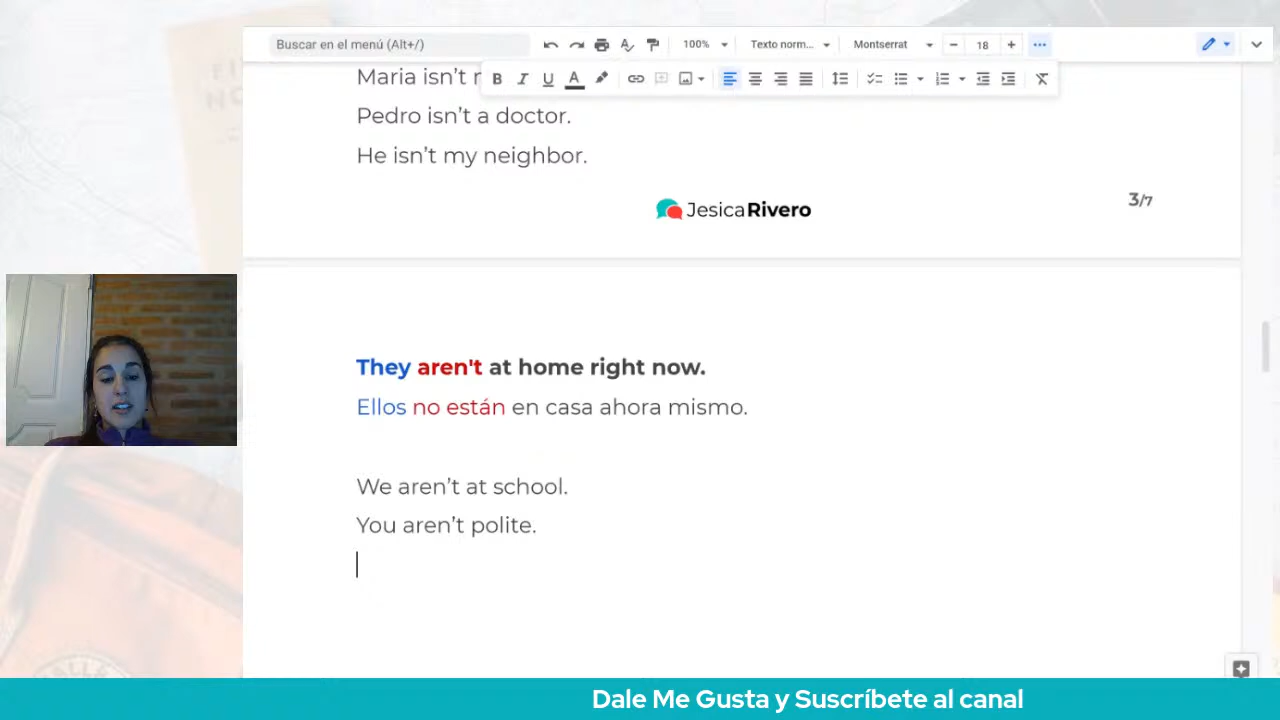 Buscar en el menú (Alt+/)
100%
Texto norm...
Montserrat
18
B I U A
Maria isn't
Pedro isn't a doctor.
He isn't my neighbor.
JesicaRivero
3/7
They aren't at home right now.
Ellos no están en casa ahora mismo.
We aren't at school.
You aren't polite.
Dale Me Gusta y Suscríbete al canal